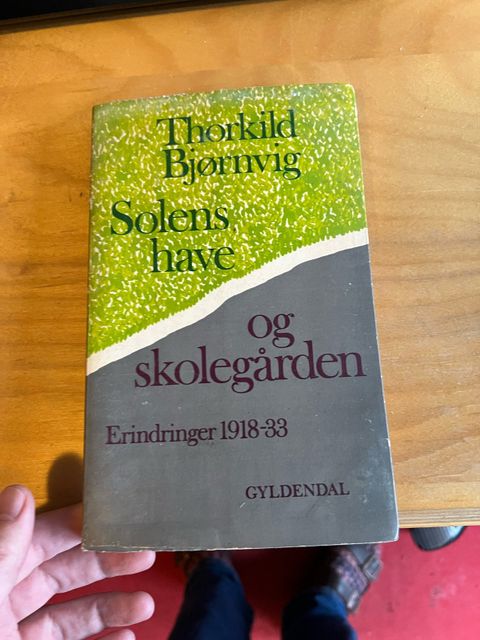 Thorkild
Bjørnvig
Solens
have
og
skolegården
Erindringer 1918-33
GYLDENDAL